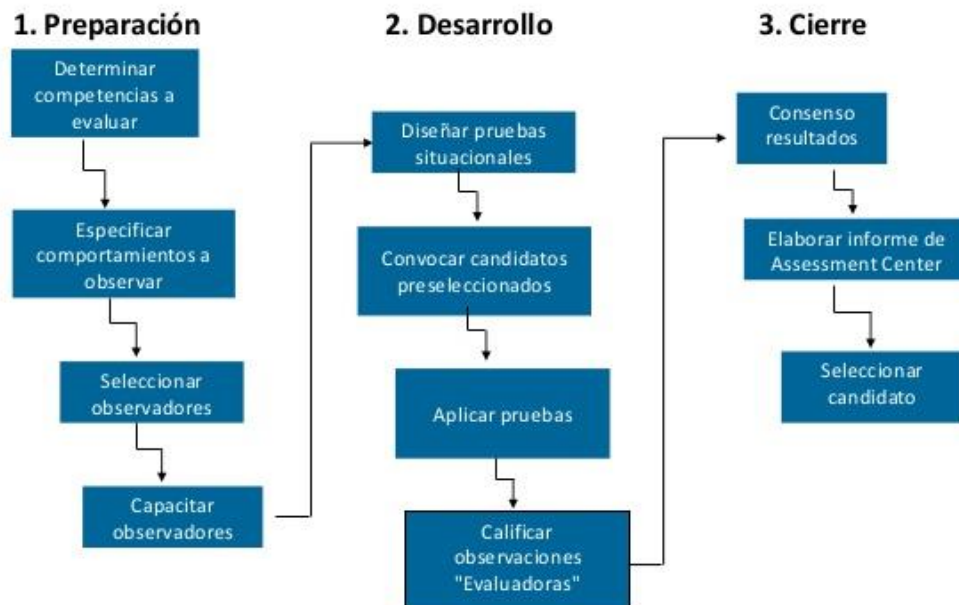 1. Preparación
Determinar
competencias a
evaluar
Especificar
comportamientos a
observar
Seleccionar
observadores
Capacitar
observadores
2. Desarrollo
Diseñar pruebas
situacionales
Convocar candidatos
preseleccionados
Aplicar pruebas
Calificar
observaciones
"Evaluadoras"
3. Cierre
Consenso
resultados
Elaborar informe de
Assessment Center
Seleccionar
candidato